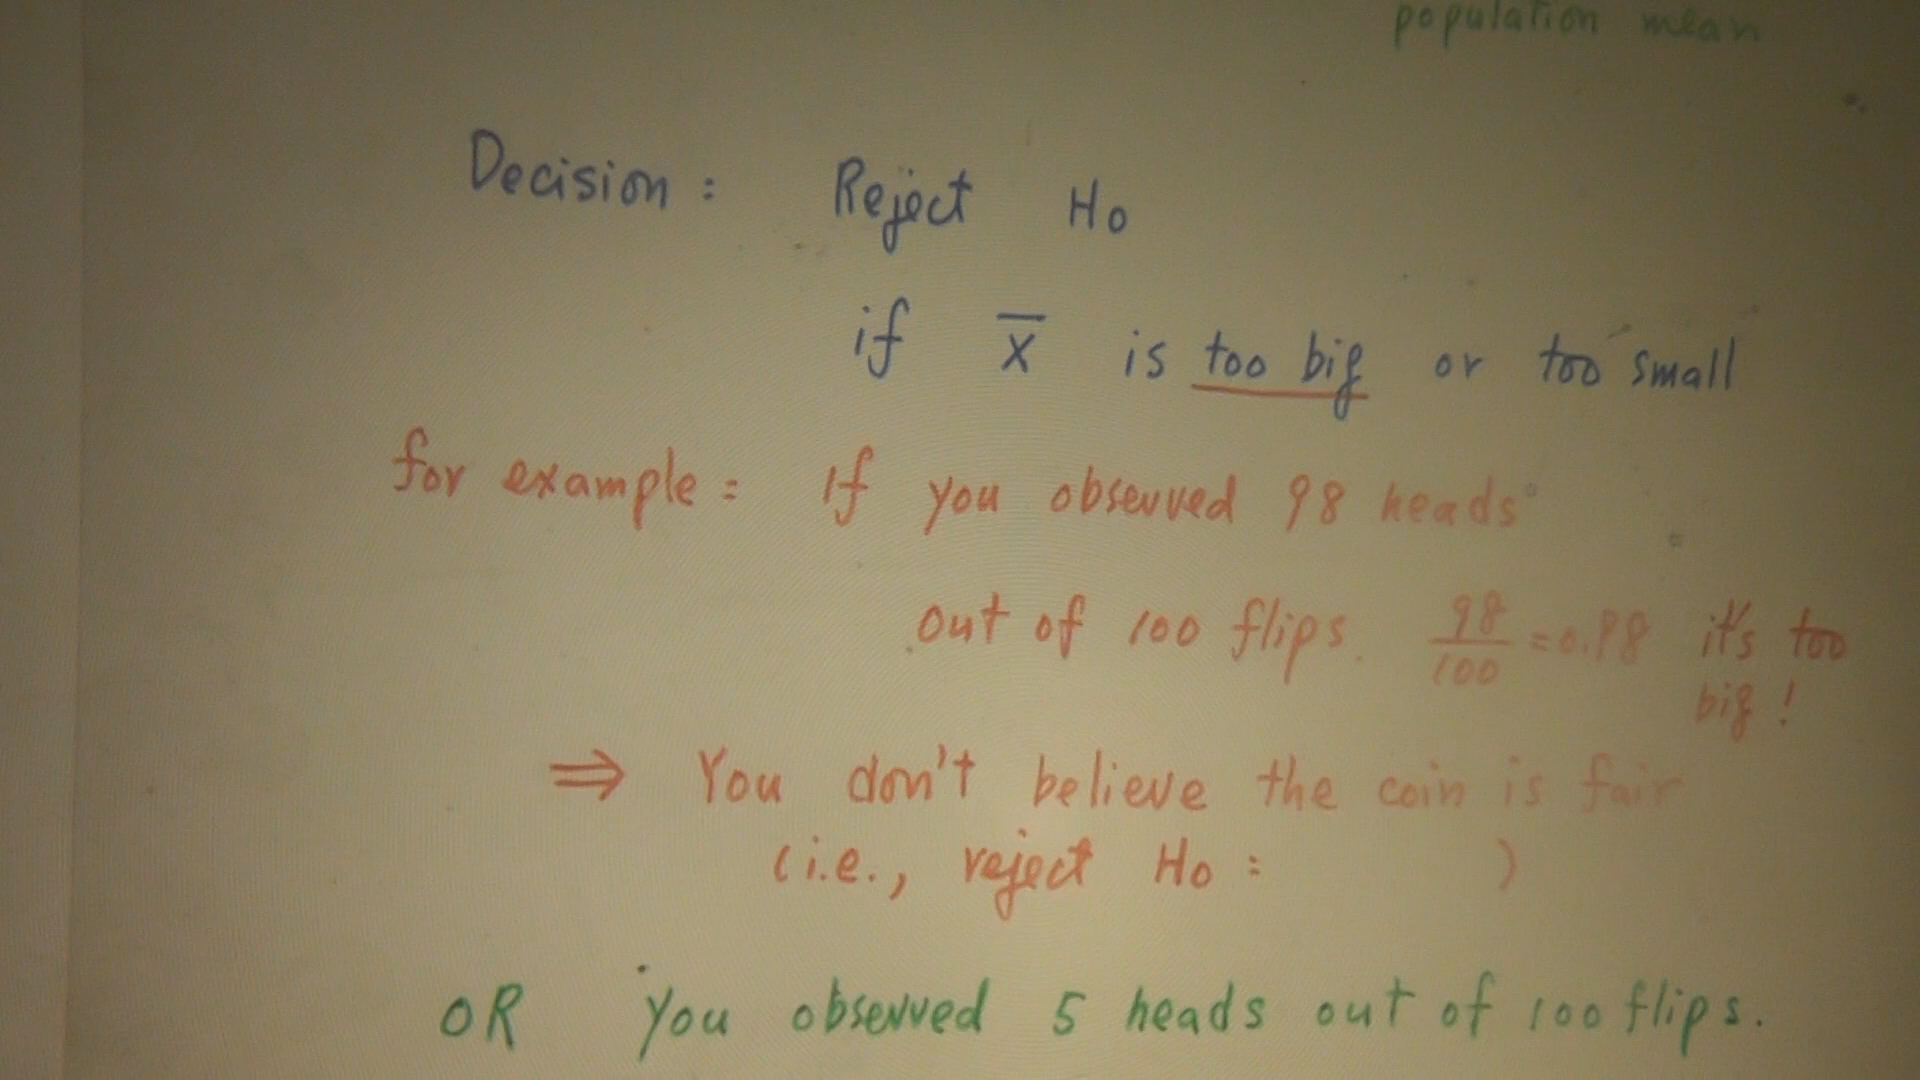 population mean
Decision : Reject Ho
if x̄ is too big or too small
for example : If you observed 98 heads
out of 100 flips. 98/100 = 0.98 it's too
big !
⇒ You don't believe the coin is fair
(i.e., reject Ho : )
OR You observed 5 heads out of 100 flips.